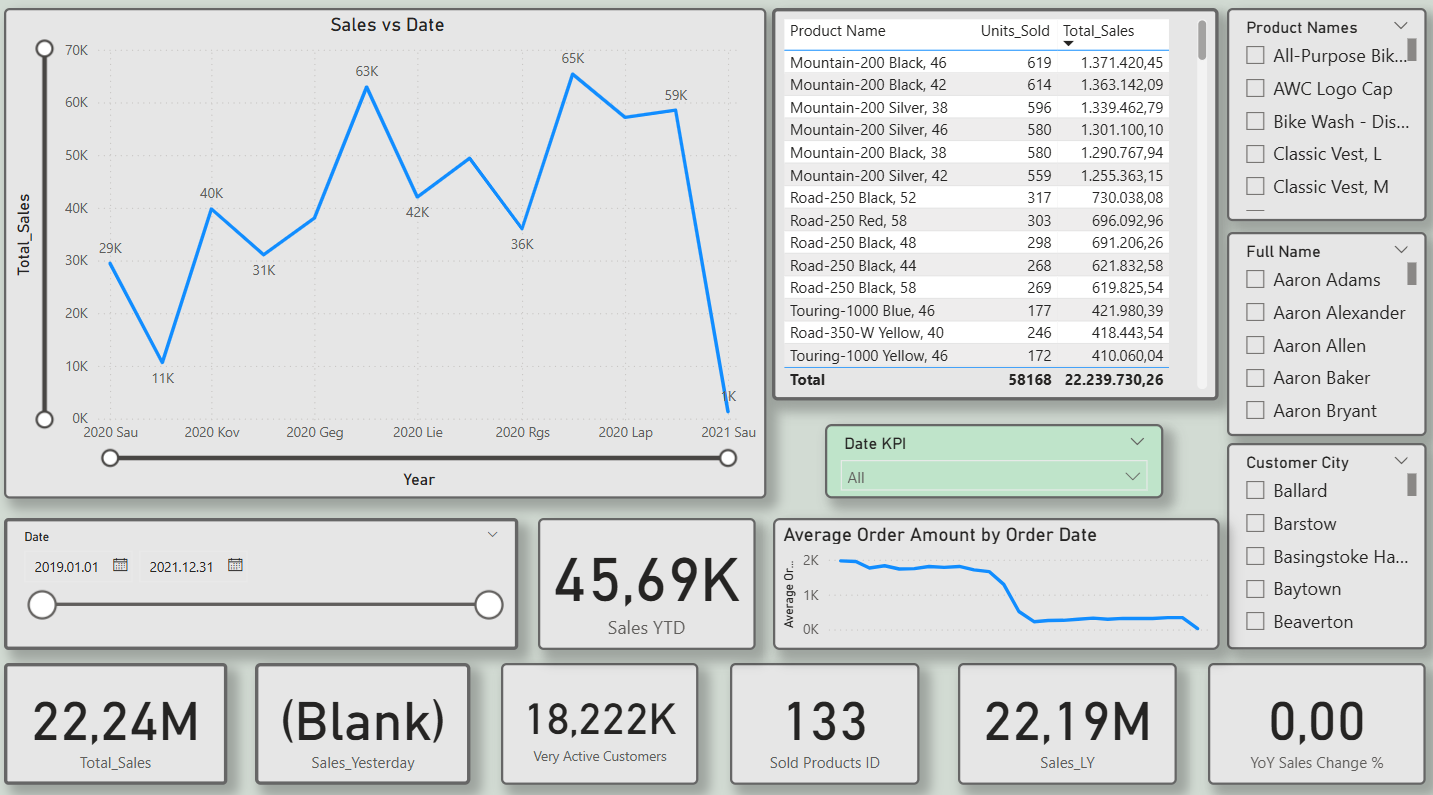 Sales vs Date
Total_Sales
70K
60K
50K
40K
30K
20K
10K
0K
29K
11K
40K
31K
63K
42K
36K
65K
59K
1K
2020 Sau 2020 Kov 2020 Geg 2020 Lie 2020 Rgs 2020 Lap 2021 Sau
Year
Product Name Units_Sold Total_Sales
Mountain-200 Black, 46 619 1.371.420,45
Mountain-200 Black, 42 614 1.363.142,09
Mountain-200 Silver, 38 596 1.339.462,79
Mountain-200 Silver, 46 580 1.301.100,10
Mountain-200 Black, 38 580 1.290.767,94
Mountain-200 Silver, 42 559 1.255.363,15
Road-250 Black, 52 317 730.038,08
Road-250 Red, 58 303 696.092,96
Road-250 Black, 48 298 691.206,26
Road-250 Black, 44 268 621.832,58
Road-250 Black, 58 269 619.825,54
Touring-1000 Blue, 46 177 421.980,39
Road-350-W Yellow, 40 246 418.443,54
Touring-1000 Yellow, 46 172 410.060,04
Total 58168 22.239.730,26
Product Names
All-Purpose Bik...
AWC Logo Cap
Bike Wash - Dis...
Classic Vest, L
Classic Vest, M
Full Name
Aaron Adams
Aaron Alexander
Aaron Allen
Aaron Baker
Aaron Bryant
Date KPI
All
Customer City
Ballard
Barstow
Basingstoke Ha...
Baytown
Beaverton
Date
2019.01.01 2021.12.31
45,69K
Sales YTD
Average Order Amount by Order Date
Average Or...
2K
1K
0K
22,24M
Total_Sales
(Blank)
Sales_Yesterday
18,222K
Very Active Customers
133
Sold Products ID
22,19M
Sales_LY
0,00
YoY Sales Change %